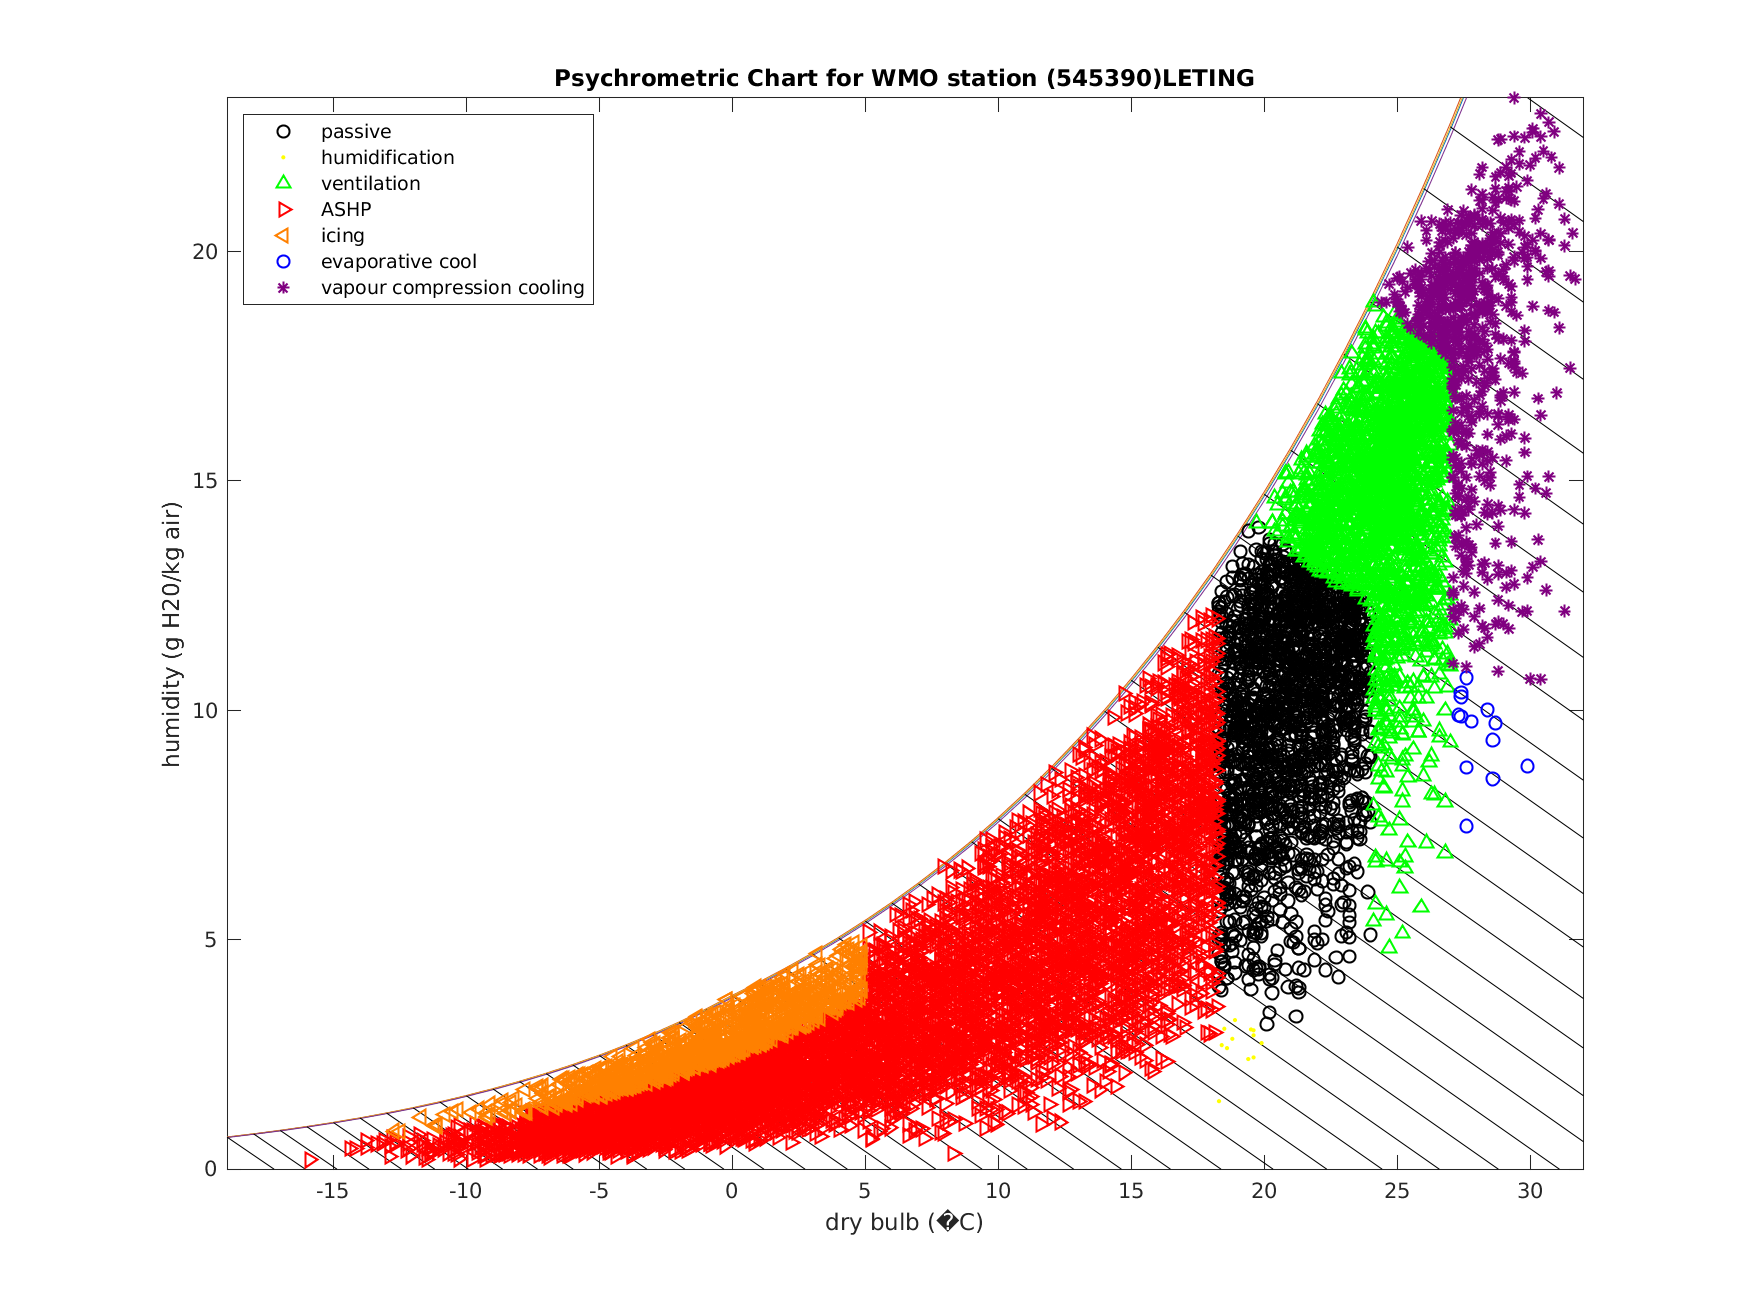 Psychrometric Chart for WMO station (545390)LETING
passive
humidification
ventilation
ASHP
icing
evaporative cool
vapour compression cooling
humidity (g H20/kg air)
20
15
10
5
0
-15 -10 -5 0 5 10 15 20 25 30
dry bulb (�C)